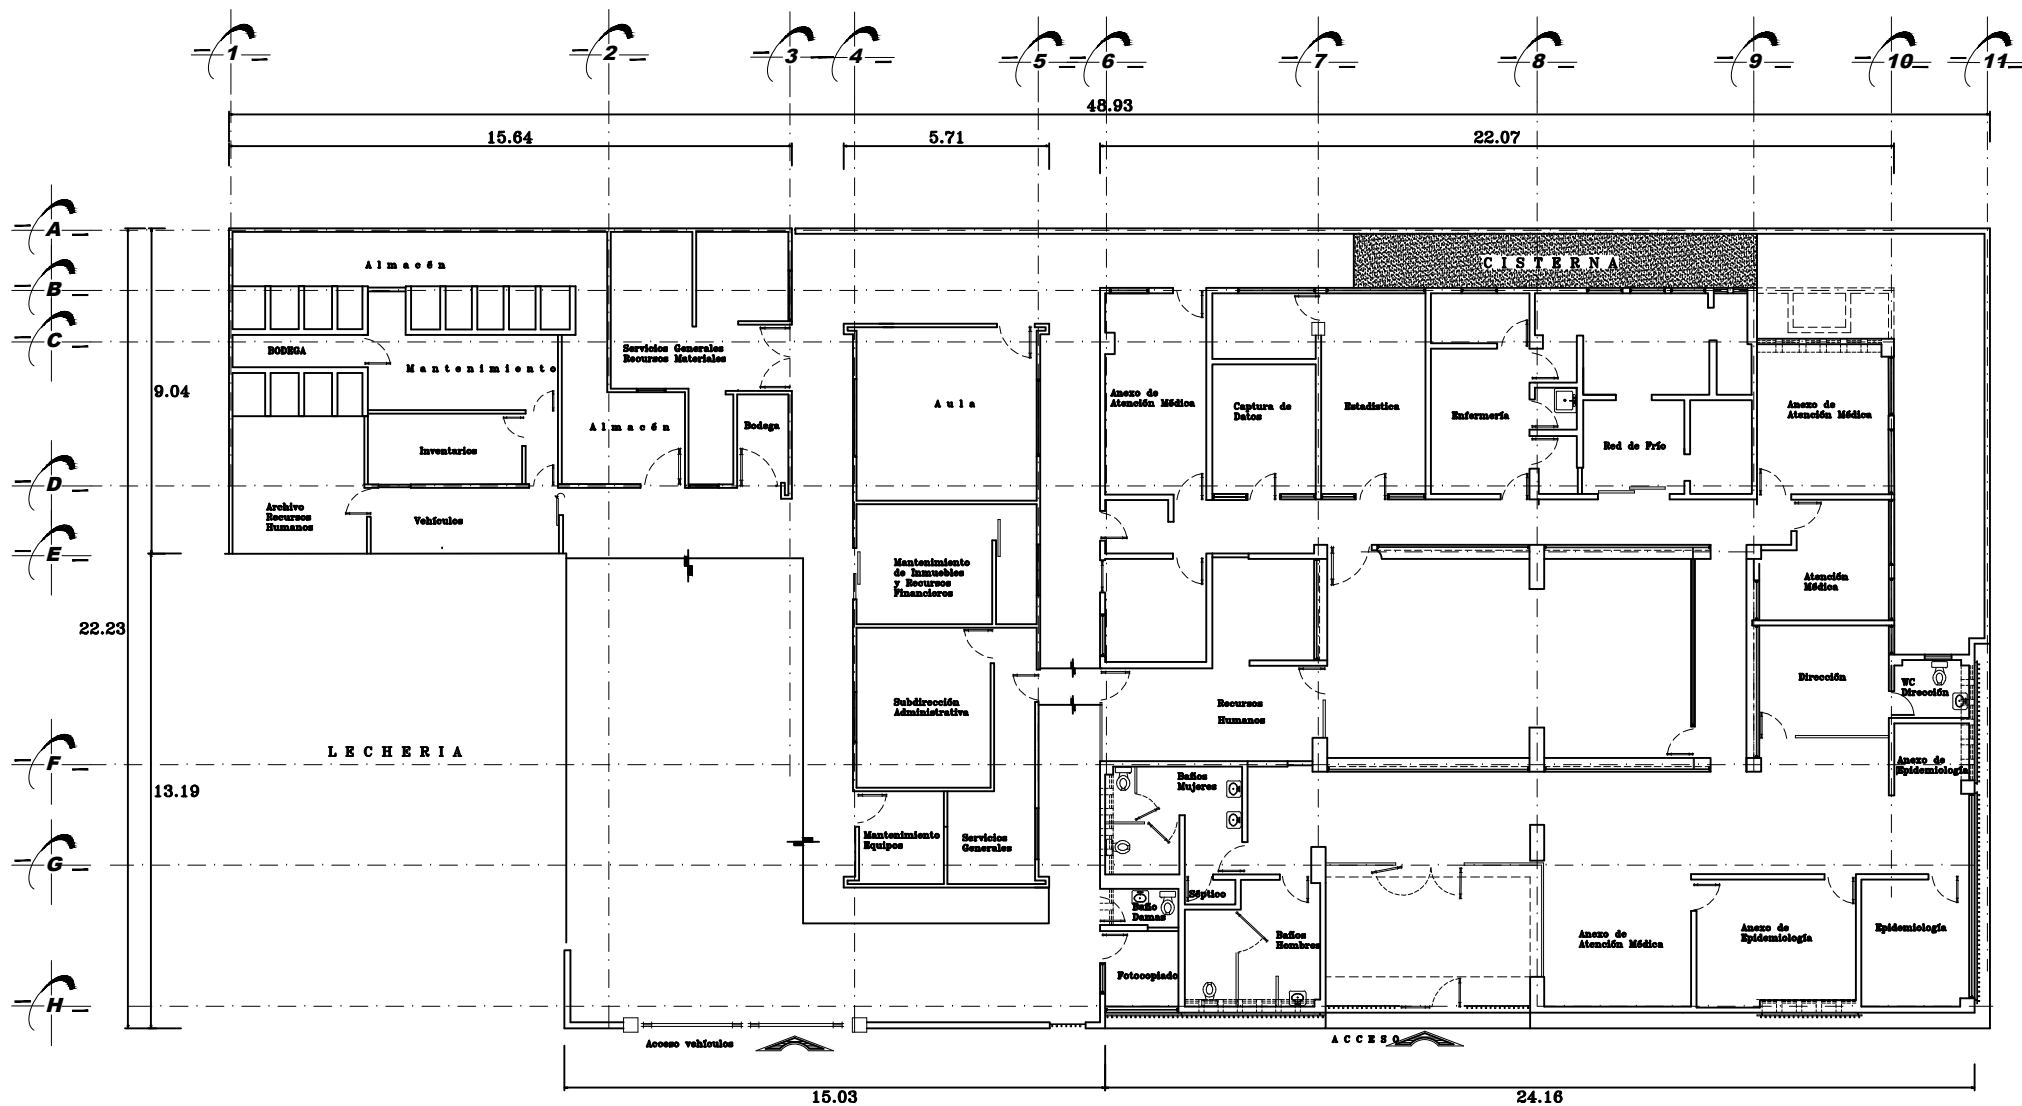 1 2 3 4 5 6 7 8 9 10 11
48.93
15.64 5.71 22.07
A
B
C
D
E
F
G
H
9.04
22.23
13.19
Almacén
BODEGA
Mantenimiento
Servicios Generales
Recursos Materiales
Almacén
Bodega
Inventarios
Archivo
Recursos
Humanos
Vehículos
LECHERIA
Aula
Mantenimiento
de Inmuebles
y Recursos
Financieros
Subdirección
Administrativa
Mantenimiento
Equipos
Servicios
Generales
CISTERNA
Anexo de
Atención Médica
Captura de
Datos
Estadística
Enfermería
Red de Frío
Anexo de
Atención Médica
Atención
Médica
Dirección
WC
Dirección
Recursos
Humanos
Anexo de
Epidemiología
Baños
Mujeres
Séptico
Baño
Damas
Baños
Hombres
Fotocopiado
Anexo de
Atención Médica
Anexo de
Epidemiología
Epidemiología
Acceso vehículos
ACCESO
15.03 24.16